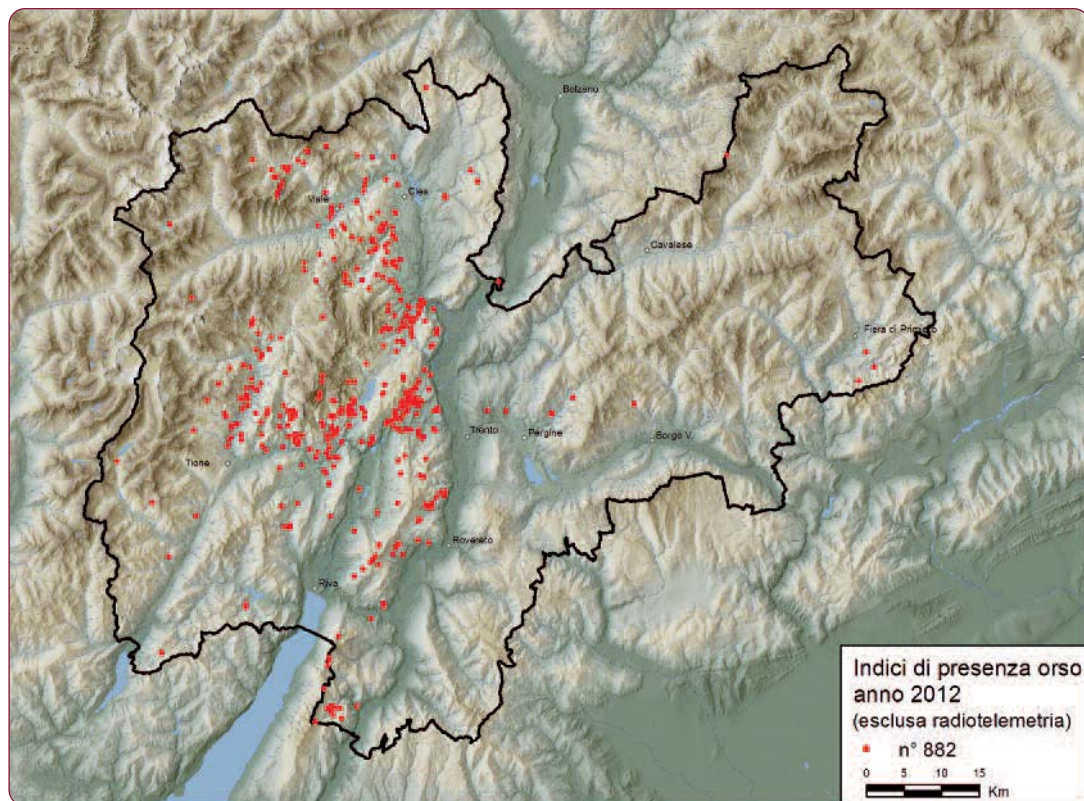 Bolzano
Cles
Malè
Cavalese
Fiera di Primiero
Trento
Pergine
Borgo V.
Tione
Rovereto
Riva
Indici di presenza orso
anno 2012
(esclusa radiotelemetria)
n° 882
0 5 10 15
Km